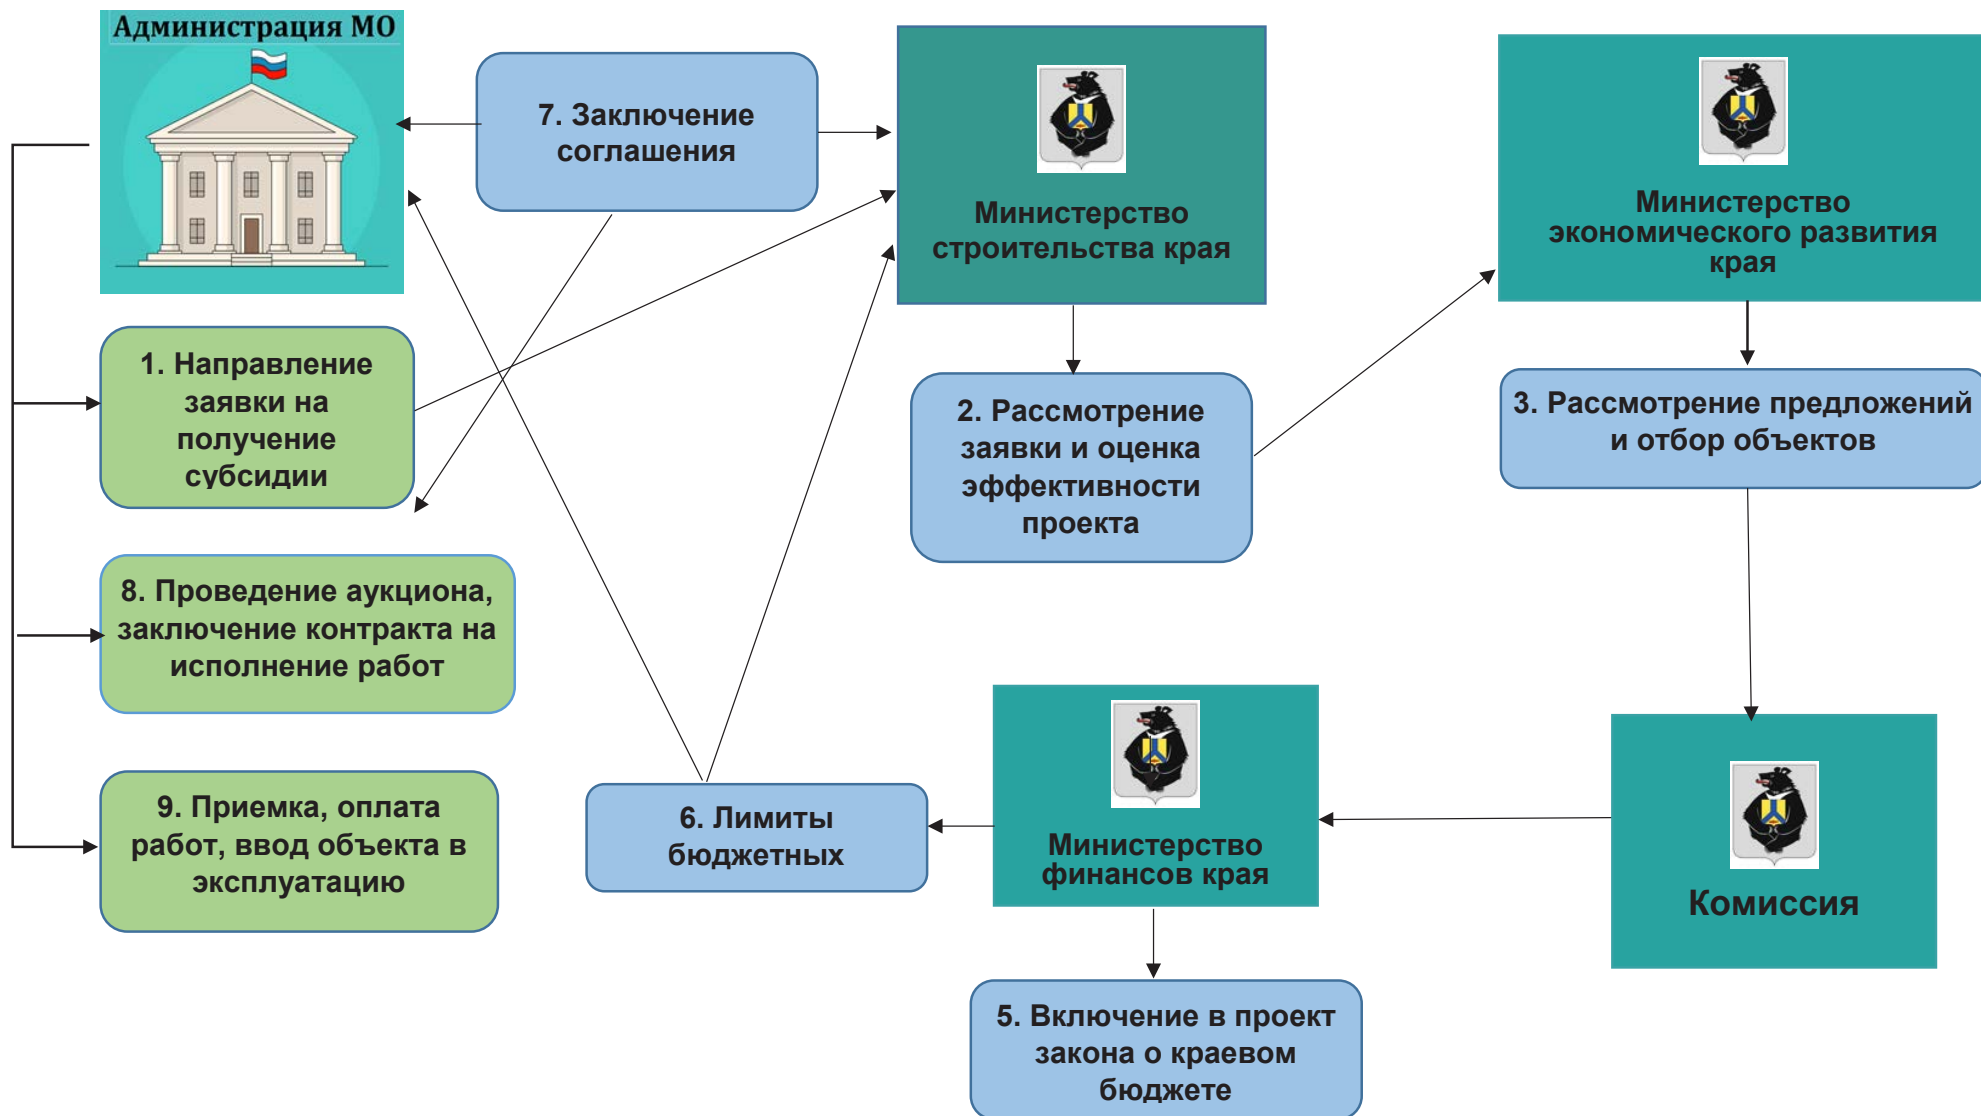 Администрация МО
7. Заключение
соглашения
Министерство
строительства края
Министерство
экономического развития
края
1. Направление
заявки на
получение
субсидии
2. Рассмотрение
заявки и оценка
эффективности
проекта
3. Рассмотрение предложений
и отбор объектов
8. Проведение аукциона,
заключение контракта на
исполнение работ
9. Приемка, оплата
работ, ввод объекта в
эксплуатацию
6. Лимиты
бюджетных
Министерство
финансов края
Комиссия
5. Включение в проект
закона о краевом
бюджете